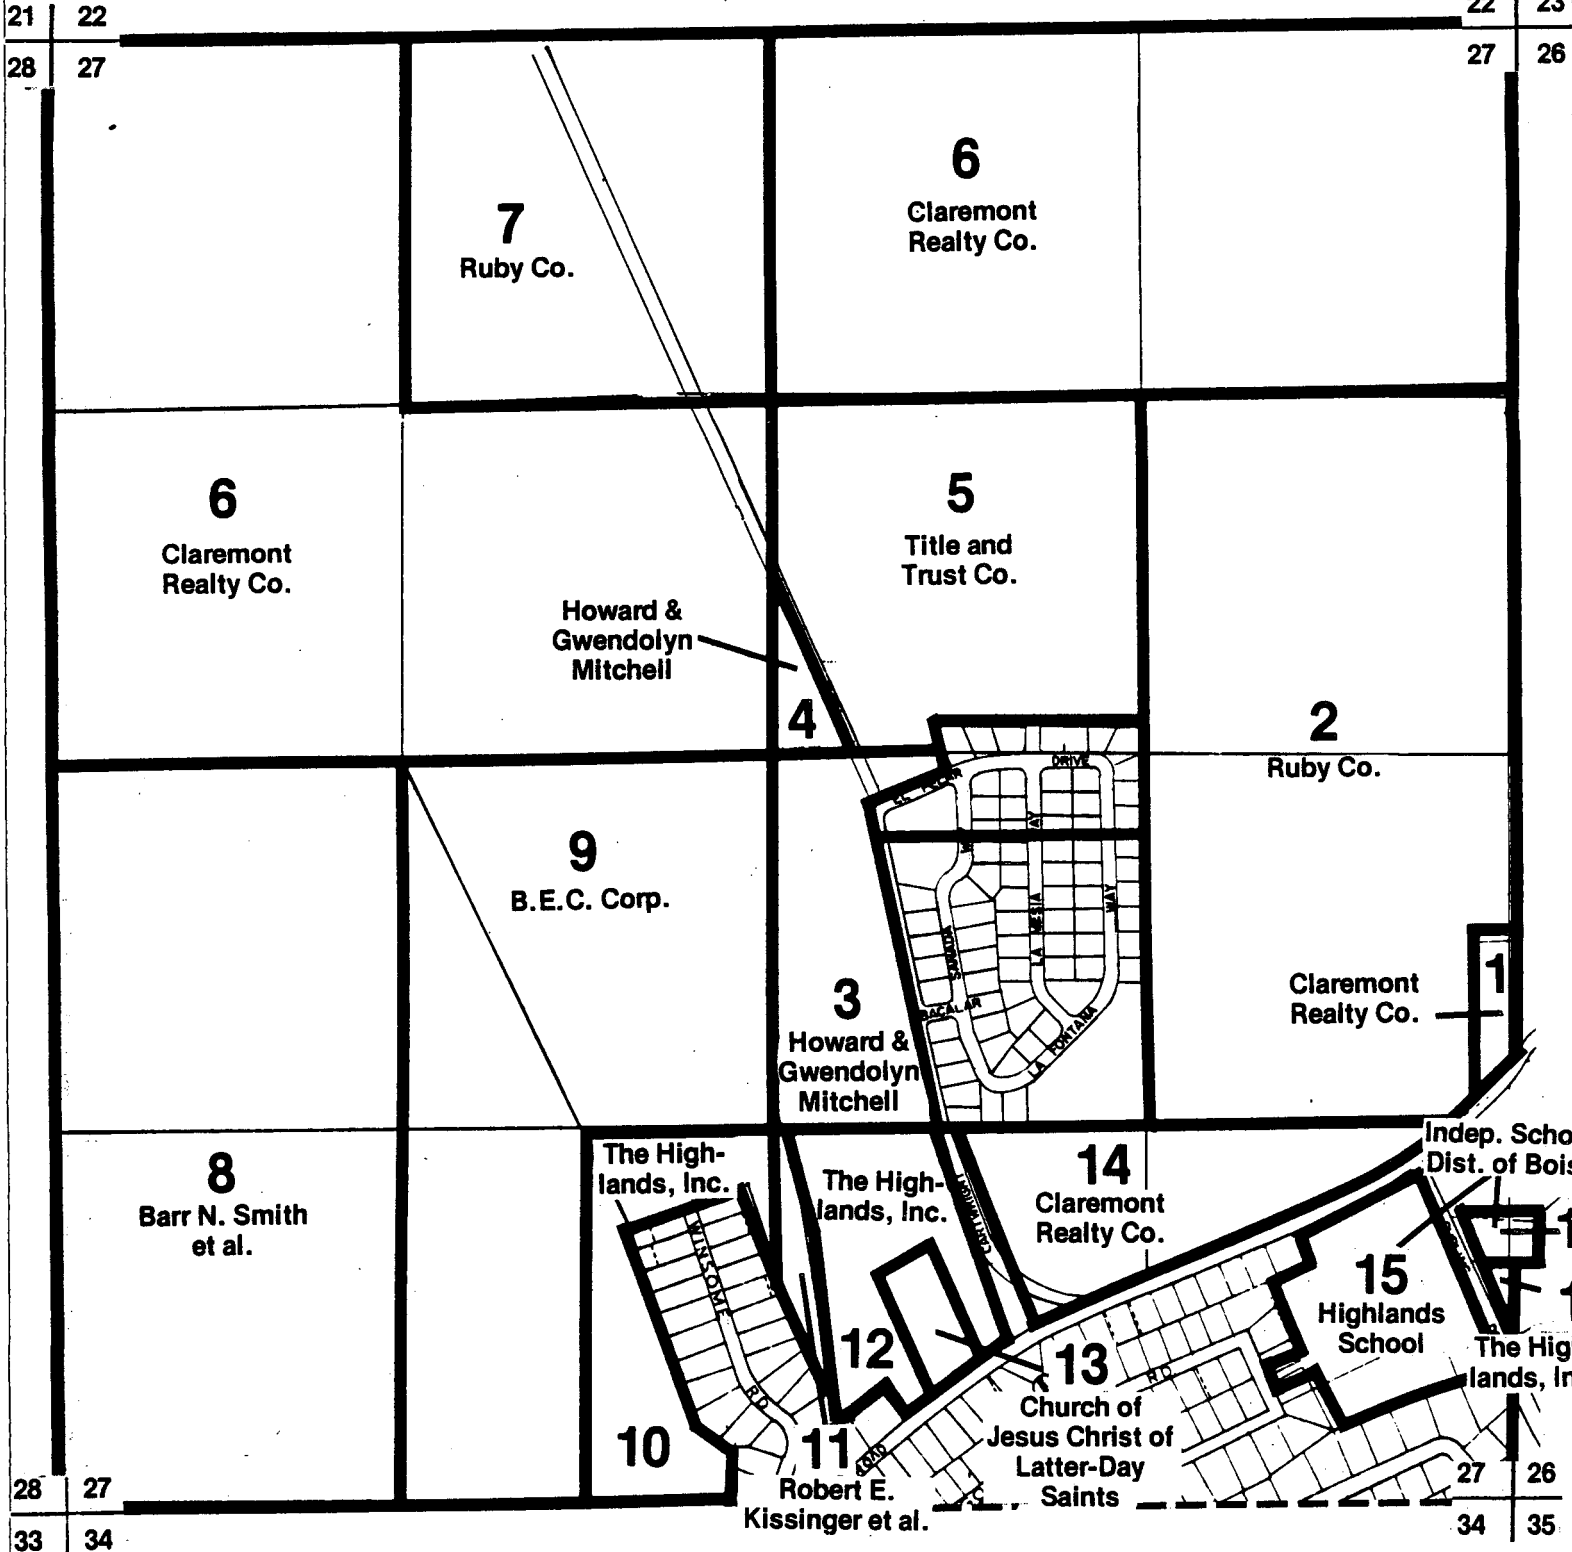 21 22
22 23
28 27
27 26
6
Claremont
Realty Co.
7
Ruby Co.
6
Claremont
Realty Co.
5
Title and
Trust Co.
Howard &
Gwendolyn
Mitchell
4
2
Ruby Co.
EL
DRIVE
9
B.E.C. Corp.
WAY
LA MESIA
SANADA
BACALAR
LA FONTANA
3
Howard &
Gwendolyn
Mitchell
Claremont
Realty Co.
1
Indep. Scho
Dist. of Bois
8
Barr N. Smith
et al.
The High-
lands, Inc.
The High-
lands, Inc.
14
Claremont
Realty Co.
WINSOME
RD
15
Highlands
School
The Hig
lands, In
12
13
Church of
Jesus Christ of
Latter-Day
Saints
RD
10
11
Robert E.
Kissinger et al.
ROAD
28 27
27 26
33 34
34 35